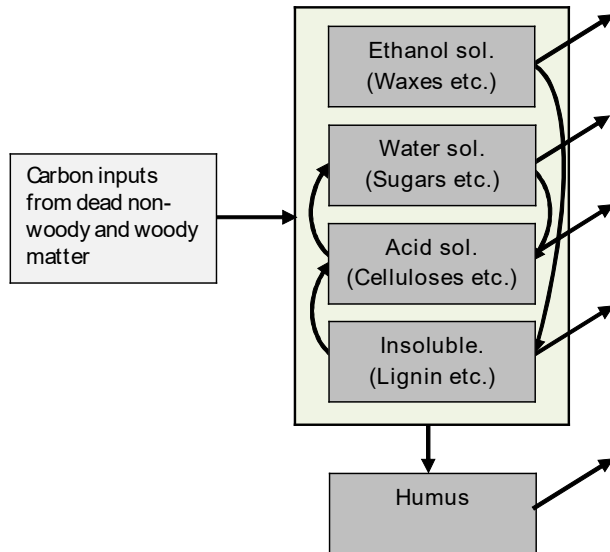 Ethanol sol.
(Waxes etc.)
Water sol.
(Sugars etc.)
Carbon inputs
from dead non-
woody and woody
matter
Acid sol.
(Celluloses etc.)
Insoluble.
(Lignin etc.)
Humus